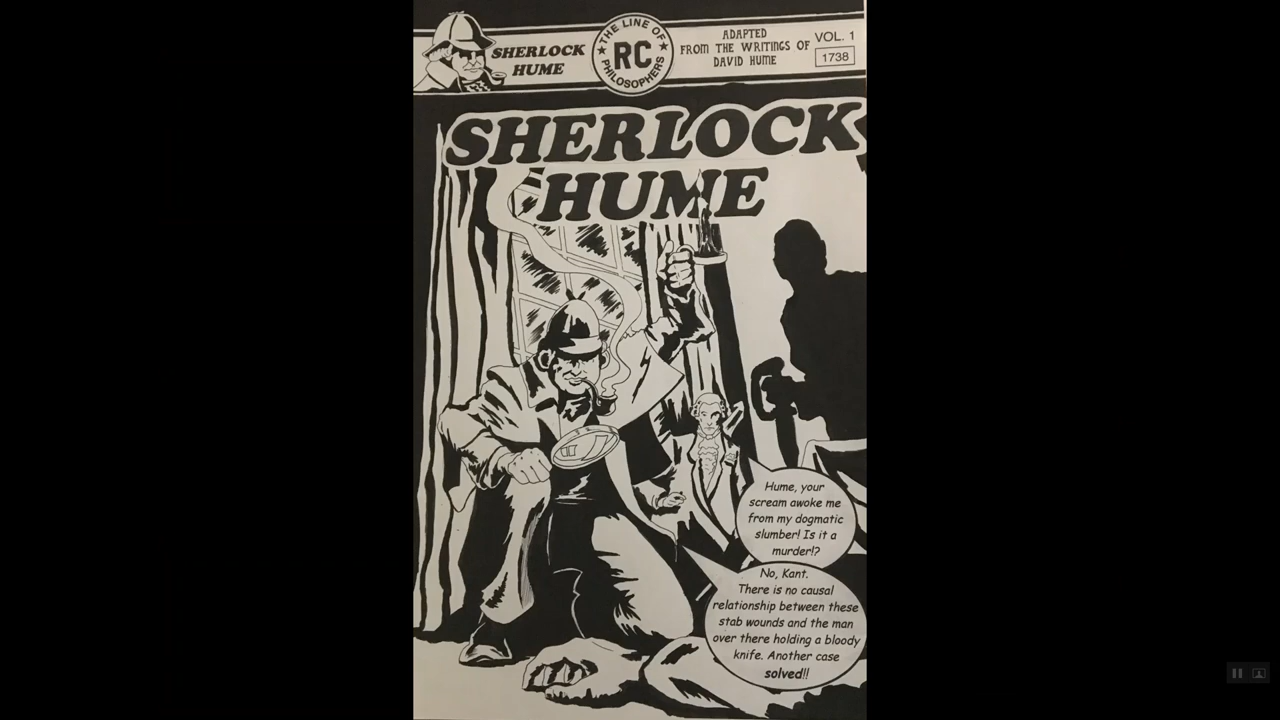 SHERLOCK
HUME
THE LINE OF
RC
PHILOSOPHERS
ADAPTED
FROM THE WRITINGS OF
DAVID HUME
VOL. 1
1738
SHERLOCK
HUME
Hume, your
scream awoke me
from my dogmatic
slumber! Is it a
murder!?
No, Kant.
There is no causal
relationship between these
stab wounds and the man
over there holding a bloody
knife. Another case
solved!!